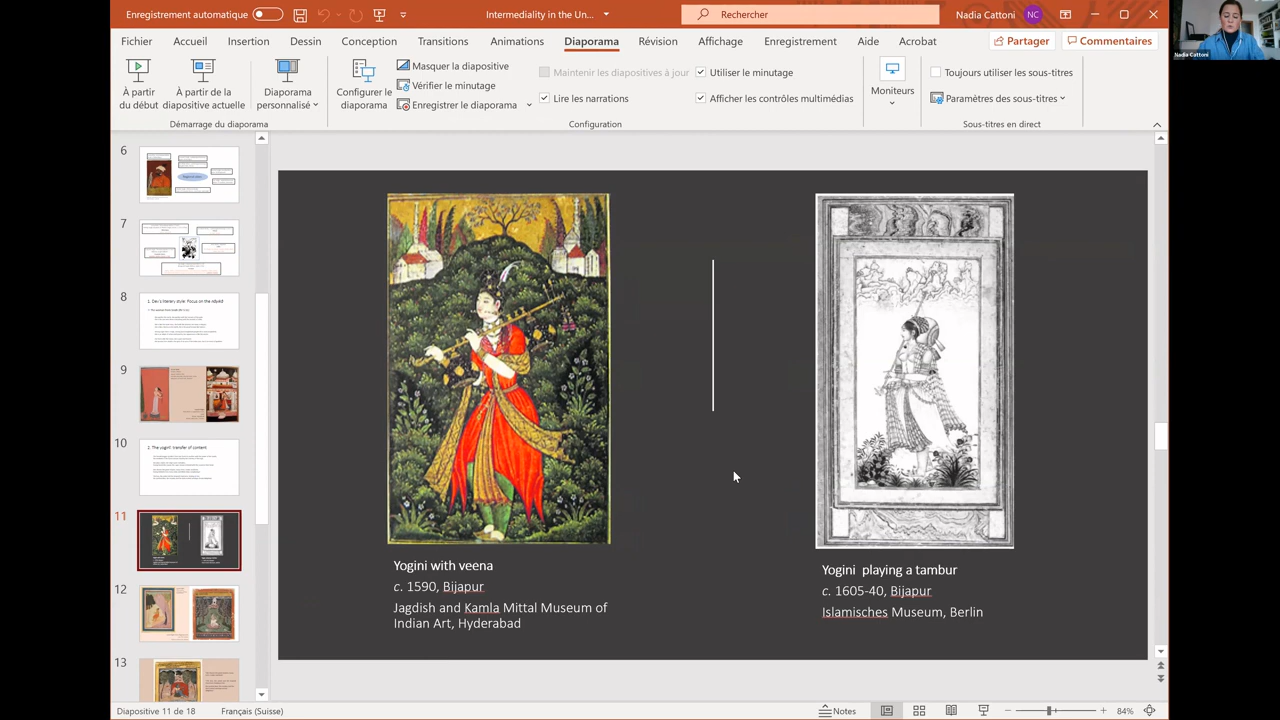 Enregistrement automatique
Intermediality in the Un...
Rechercher
Nadia Cattoni
NC
Fichier
Accueil
Insertion
Dessin
Conception
Transitions
Animations
Diaporama
Révision
Affichage
Enregistrement
Aide
Acrobat
Partager
Commentaires
À partir
du début
À partir de la
diapositive actuelle
Diaporama
personnalisé
Configurer le
diaporama
Masquer la diapositive
Vérifier le minutage
Enregistrer le diaporama
Maintenir les diapositives à jour
Lire les narrations
Utiliser le minutage
Afficher les contrôles multimédias
Moniteurs
Toujours utiliser les sous-titres
Paramètres des sous-titres
Démarrage du diaporama
Configuration
Sous-titres en direct
Nadia Cattoni
6
7
8
9
10
11
12
13
Yogini with veena
c. 1590, Bijapur
Jagdish and Kamla Mittal Museum of
Indian Art, Hyderabad
Yogini playing a tambur
c. 1605-40, Bijapur
Islamisches Museum, Berlin
Diapositive 11 de 18
Français (Suisse)
Notes
84%